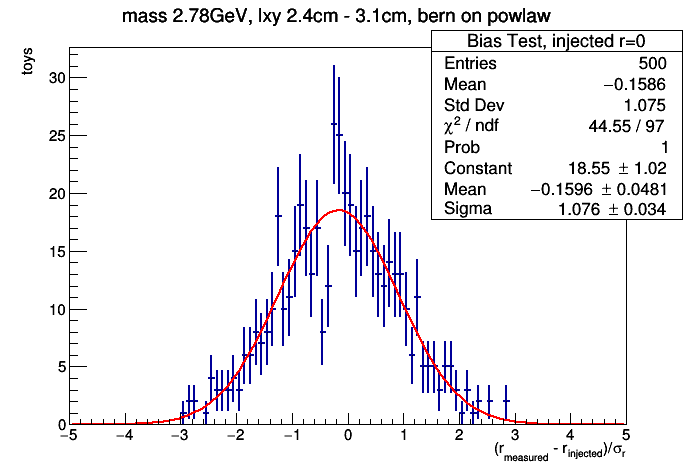 mass 2.78GeV, lxy 2.4cm - 3.1cm, bern on powlaw
toys
Bias Test, injected r=0
Entries 500
Mean −0.1586
Std Dev 1.075
χ² / ndf 44.55 / 97
Prob 1
Constant 18.55 ± 1.02
Mean −0.1596 ± 0.0481
Sigma 1.076 ± 0.034
30
25
20
15
10
5
0
−5 −4 −3 −2 −1 0 1 2 3 4 5
(r_measured - r_injected)/σ_r